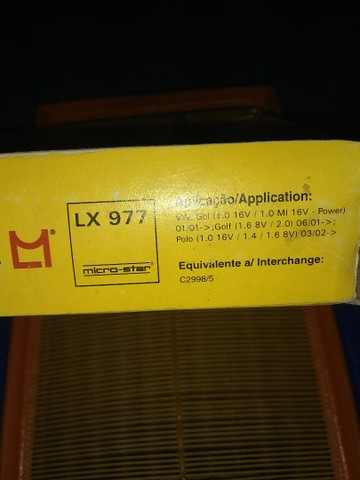 LX 977
micro-star®
Aplicação/Application:
VW: Gol (1.0 16V / 1.0 MI 16V - Power)
01/01->;Golf (1.6 8V / 2.0) 06/01->;
Polo (1.0 16V / 1.4 / 1.6 8V) 03/02->
Equivalente a/ Interchange:
C2998/5